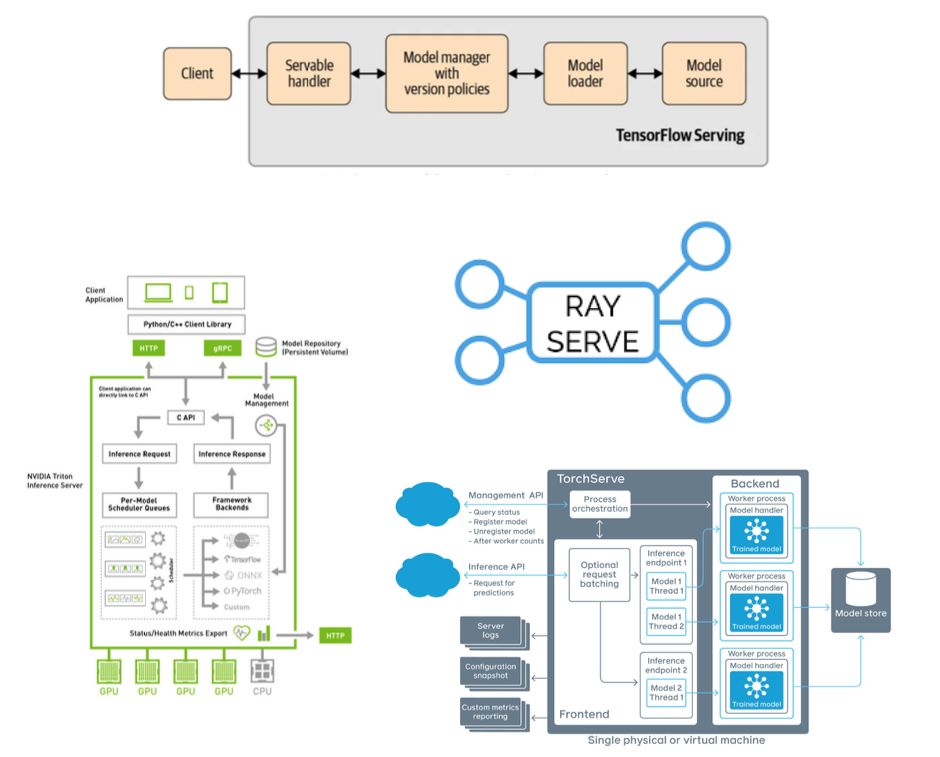 Client
Servable
handler
Model manager
with
version policies
Model
loader
Model
source
TensorFlow Serving
RAY
SERVE
Client
Application
Python/C++ Client Library
HTTP
gRPC
Model Repository
(Persistent Volume)
Client application can
directly link to C API
Model
Management
C API
Inference Request
Inference Response
NVIDIA Triton
Inference Server
Per-Model
Scheduler Queues
Framework
Backends
Scheduler
TensorFlow
ONNX
PyTorch
Custom
Status/Health Metrics Export
HTTP
GPU
GPU
GPU
GPU
CPU
TorchServe
Backend
Management API
- Query status
- Register model
- Unregister model
- After worker counts
Process
orchestration
Inference API
- Request for
predictions
Optional
request
batching
Inference
endpoint 1
Model 1
Thread 1
Model 1
Thread 2
Inference
endpoint 2
Model 2
Thread 1
Frontend
Worker process
Model handler
Trained model
Worker process
Model handler
Trained model
Worker process
Model handler
Trained model
Model store
Server
logs
Configuration
snapshot
Custom metrics
reporting
Single physical or virtual machine